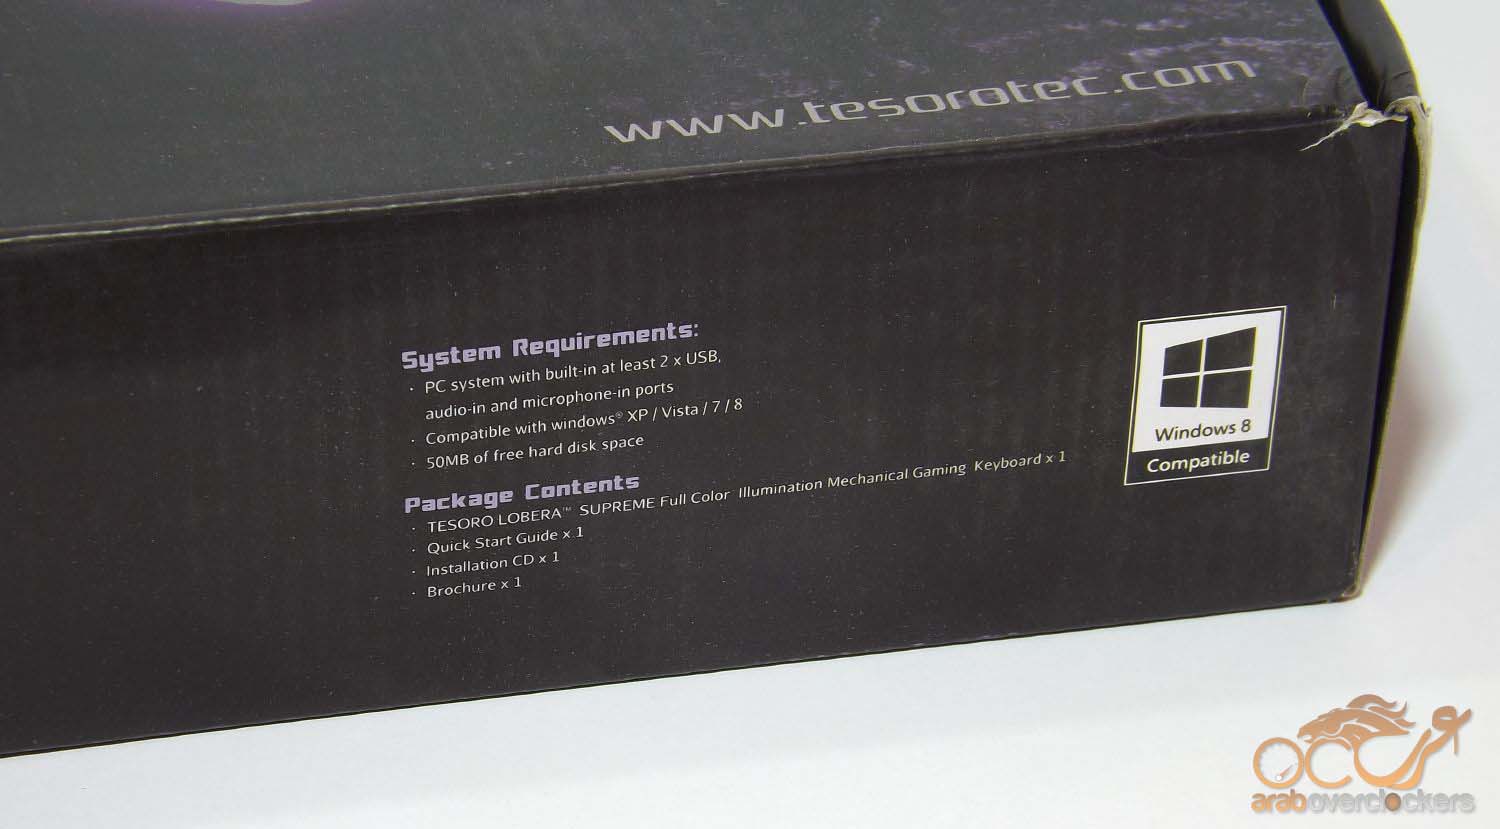 www.tesorotec.com
System Requirements:
· PC system with built-in at least 2 x USB,
audio-in and microphone-in ports
· Compatible with windows® XP / Vista / 7 / 8
· 50MB of free hard disk space
Package Contents
· TESORO LOBERA™ SUPREME Full Color Illumination Mechanical Gaming Keyboard x 1
· Quick Start Guide x 1
· Installation CD x 1
· Brochure x 1
Windows 8
Compatible
araboverclockers